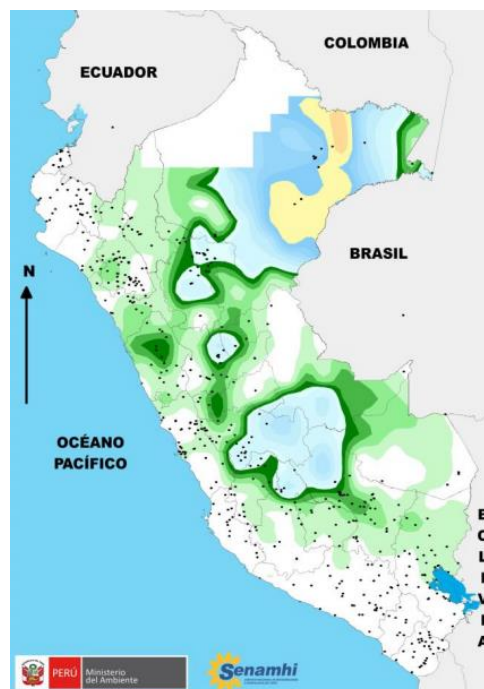 COLOMBIA
ECUADOR
BRASIL
N
OCÉANO
PACÍFICO
B
O
L
I
V
I
A
PERÚ
Ministerio
del Ambiente
Senamhi